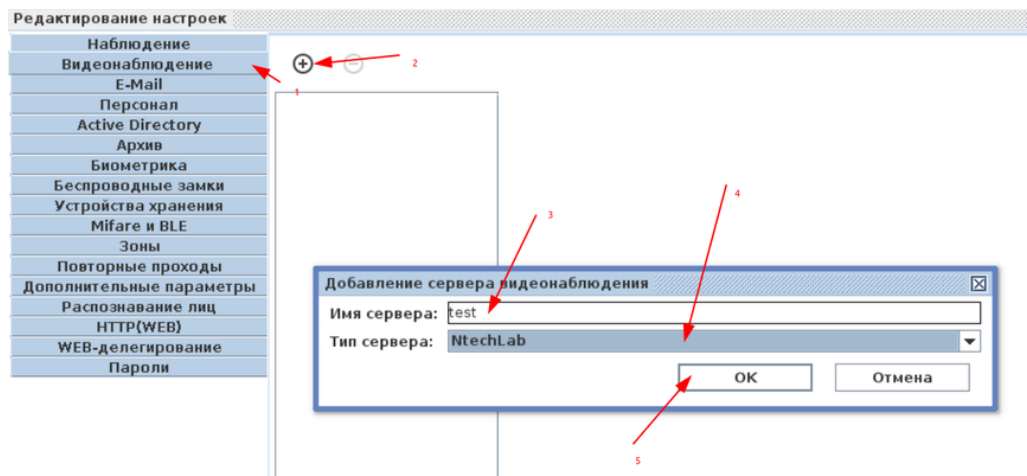 Редактирование настроек
Наблюдение
Видеонаблюдение
2
E-Mail
1
Персонал
Active Directory
Архив
Биометрика
Беспроводные замки
4
Устройства хранения
3
Mifare и BLE
Зоны
Повторные проходы
Дополнительные параметры
Добавление сервера видеонаблюдения
Распознавание лиц
Имя сервера: test
HTTP(WEB)
Тип сервера: NtechLab
WEB-делегирование
Пароли
OK Отмена
5